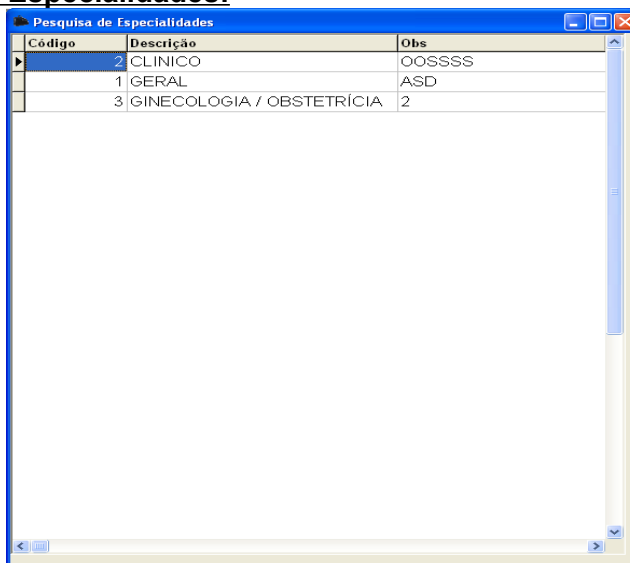 Especialidades:
Pesquisa de Especialidades
Código Descrição Obs
2 CLINICO OOSSSS
1 GERAL ASD
3 GINECOLOGIA / OBSTETRÍCIA 2